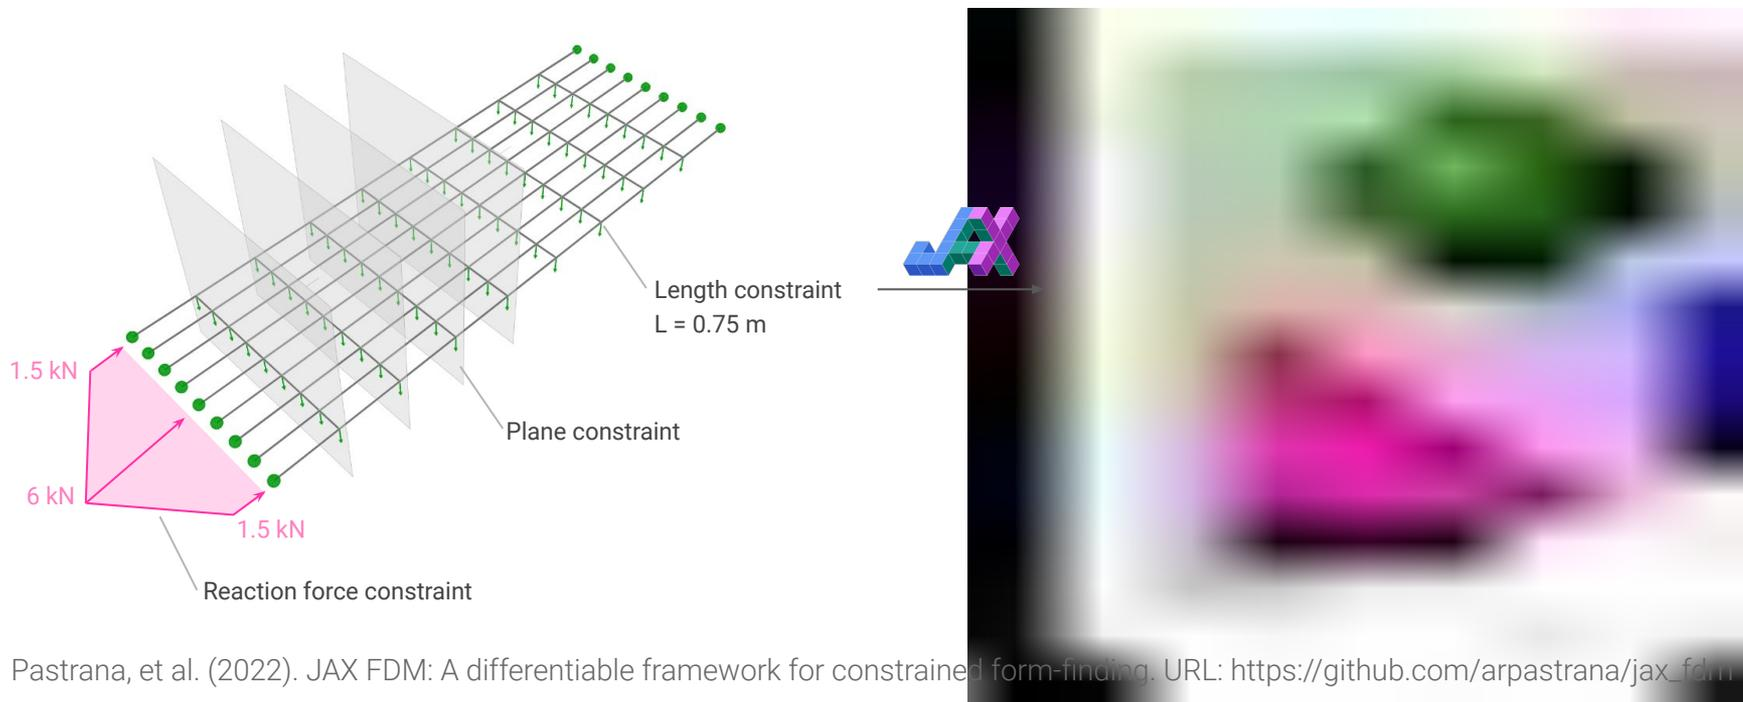 Length constraint
L = 0.75 m
JAX
1.5 kN
Plane constraint
6 kN
1.5 kN
Reaction force constraint
Pastrana, et al. (2022). JAX FDM: A differentiable framework for constrained form-finding. URL: https://github.com/arpastrana/jax_fdm